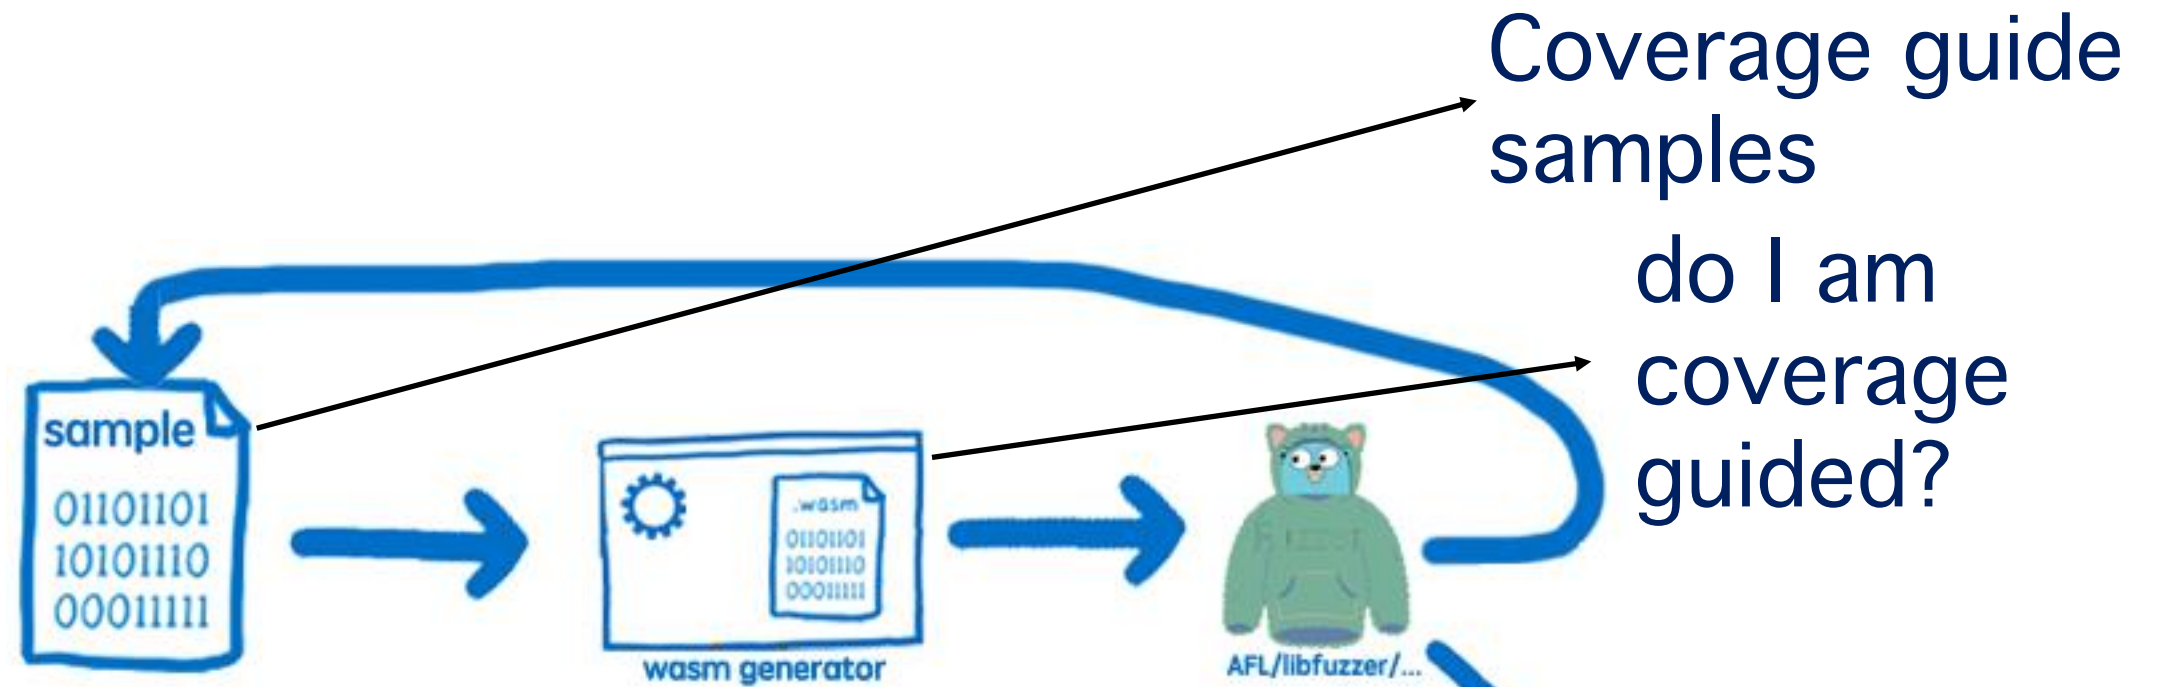 Coverage guide
samples
do I am
coverage
guided?
sample
01101101
10101110
00011111
.wasm
01101101
10101110
00011111
wasm generator
AFL/libfuzzer/...